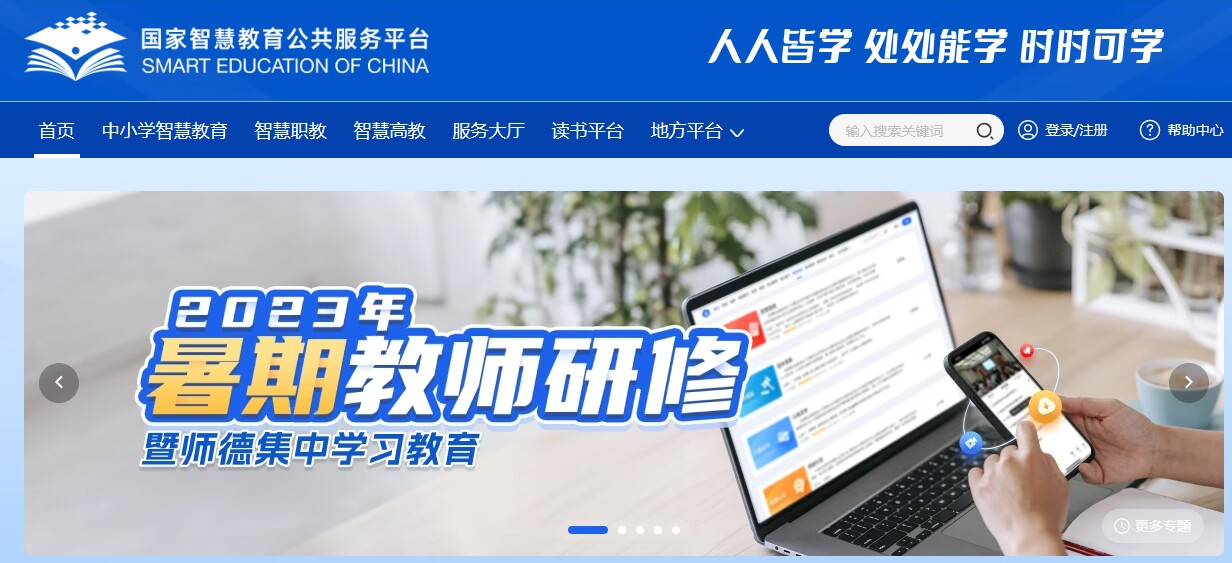 国家智慧教育公共服务平台
SMART EDUCATION OF CHINA
人人皆学 处处能学 时时可学
首页 中小学智慧教育 智慧职教 智慧高教 服务大厅 读书平台 地方平台 输入搜索关键词 登录/注册 帮助中心
2023年
暑期教师研修
暨师德集中学习教育
更多专题